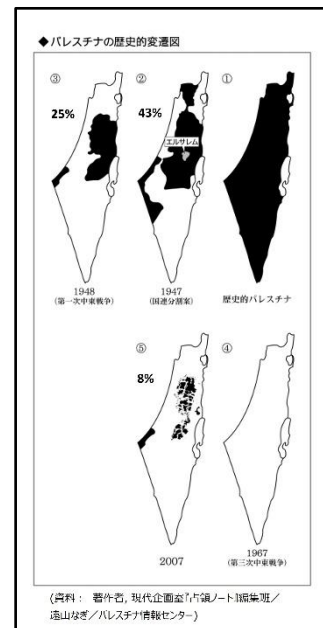 ◆パレスチナの歴史的変遷図
①
歴史的パレスチナ
②
43%
エルサレム
1947
(国連分割案)
③
25%
1948
(第一次中東戦争)
④
1967
(第三次中東戦争)
⑤
8%
2007
(資料： 著作者, 現代企画室『占領ノート』編集班／
遠山なぎ／パレスチナ情報センター)